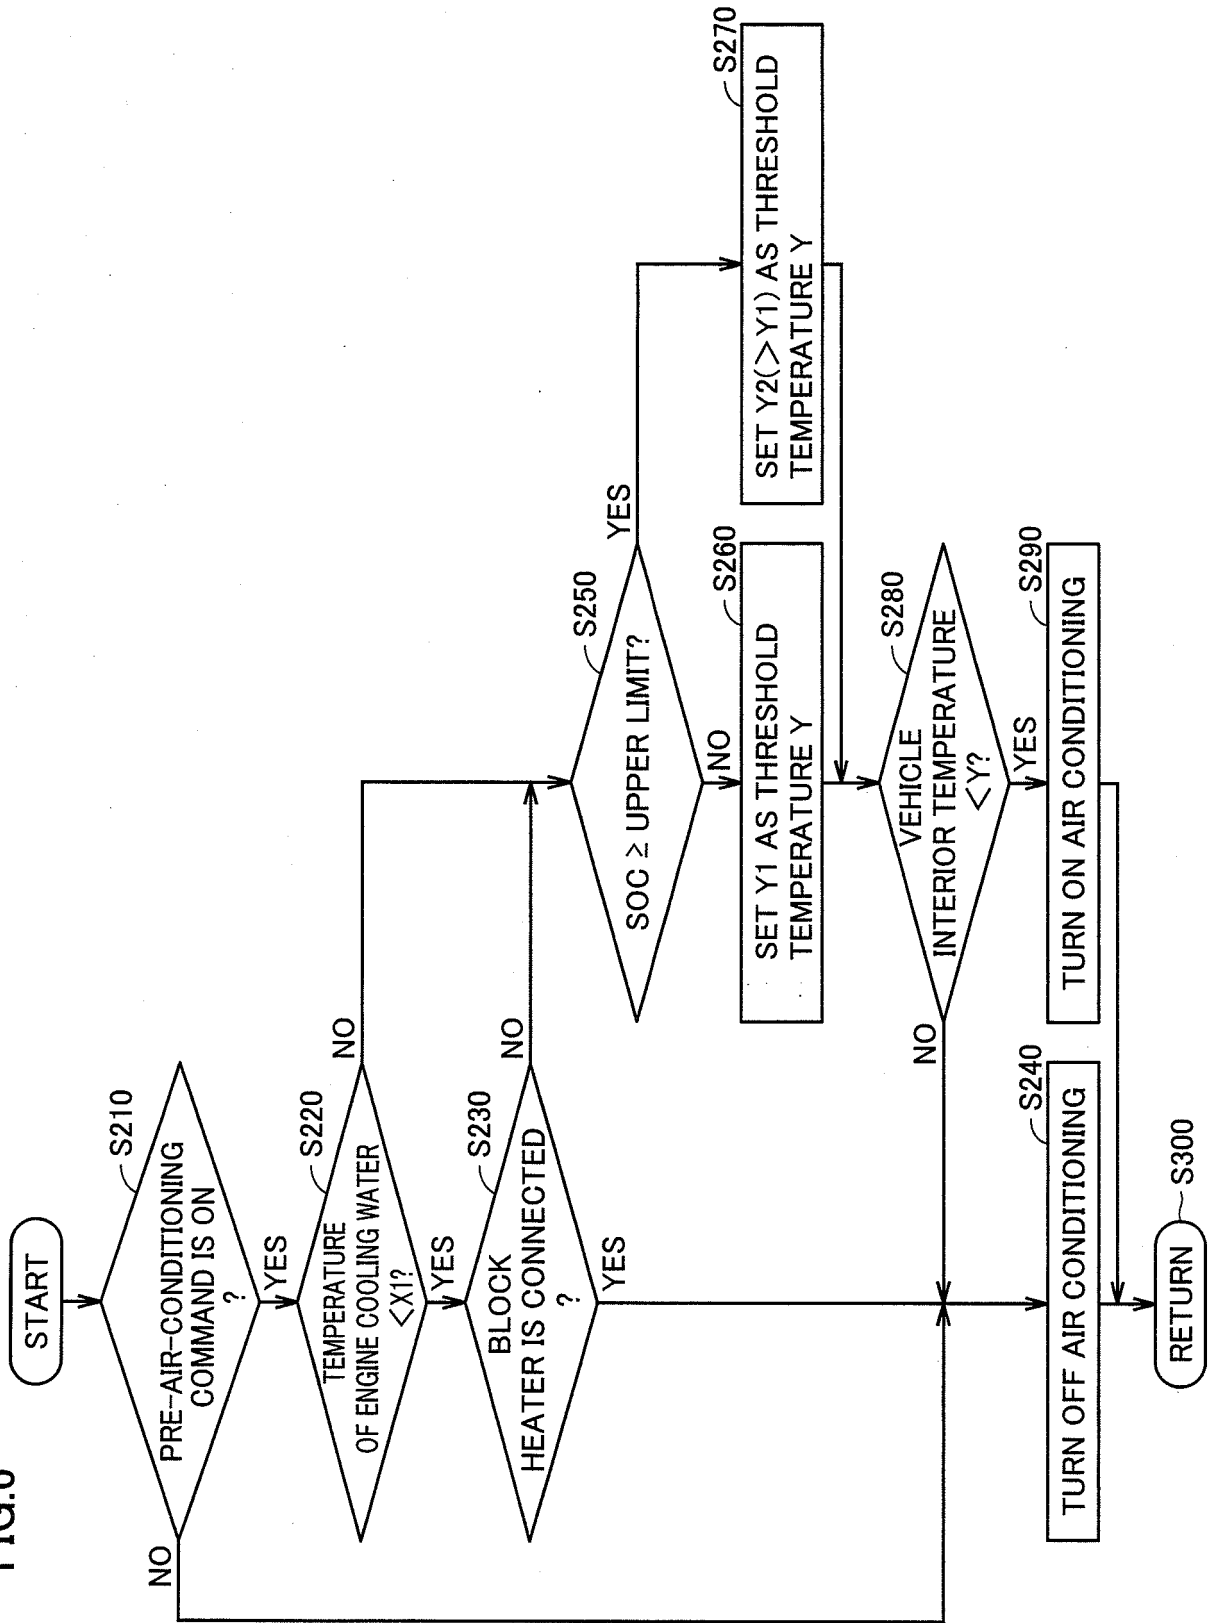 START
S210
PRE-AIR-CONDITIONING
COMMAND IS ON
?
NO
YES
S220
TEMPERATURE
OF ENGINE COOLING WATER
<X1?
NO
YES
S230
BLOCK
HEATER IS CONNECTED
?
NO
YES
S250
SOC ≥ UPPER LIMIT?
YES
NO
S260
SET Y1 AS THRESHOLD
TEMPERATURE Y
S270
SET Y2(>Y1) AS THRESHOLD
TEMPERATURE Y
S280
VEHICLE
INTERIOR TEMPERATURE
<Y?
NO
YES
S240
TURN OFF AIR CONDITIONING
S290
TURN ON AIR CONDITIONING
RETURN
S300